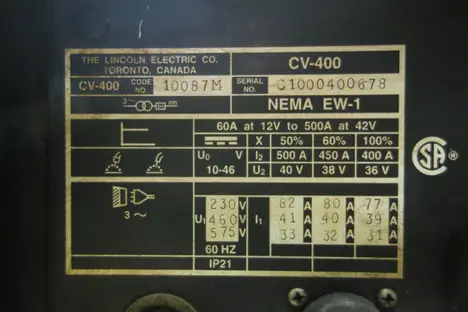 THE LINCOLN ELECTRIC CO.
TORONTO, CANADA
CV-400
CV-400 CODE NO 10087M SERIAL NO. C1000400678
3~ NEMA EW-1
60A at 12V to 500A at 42V
X 50% 60% 100%
U₀ V I₂ 500 A 450 A 400 A
10-46 U₂ 40 V 38 V 36 V
230 82 A 80 A 77 A
3~ U₁ 460 V I₁ 41 A 40 A 39 A
575 33 A 32 A 31 A
60 HZ
IP21
CSA